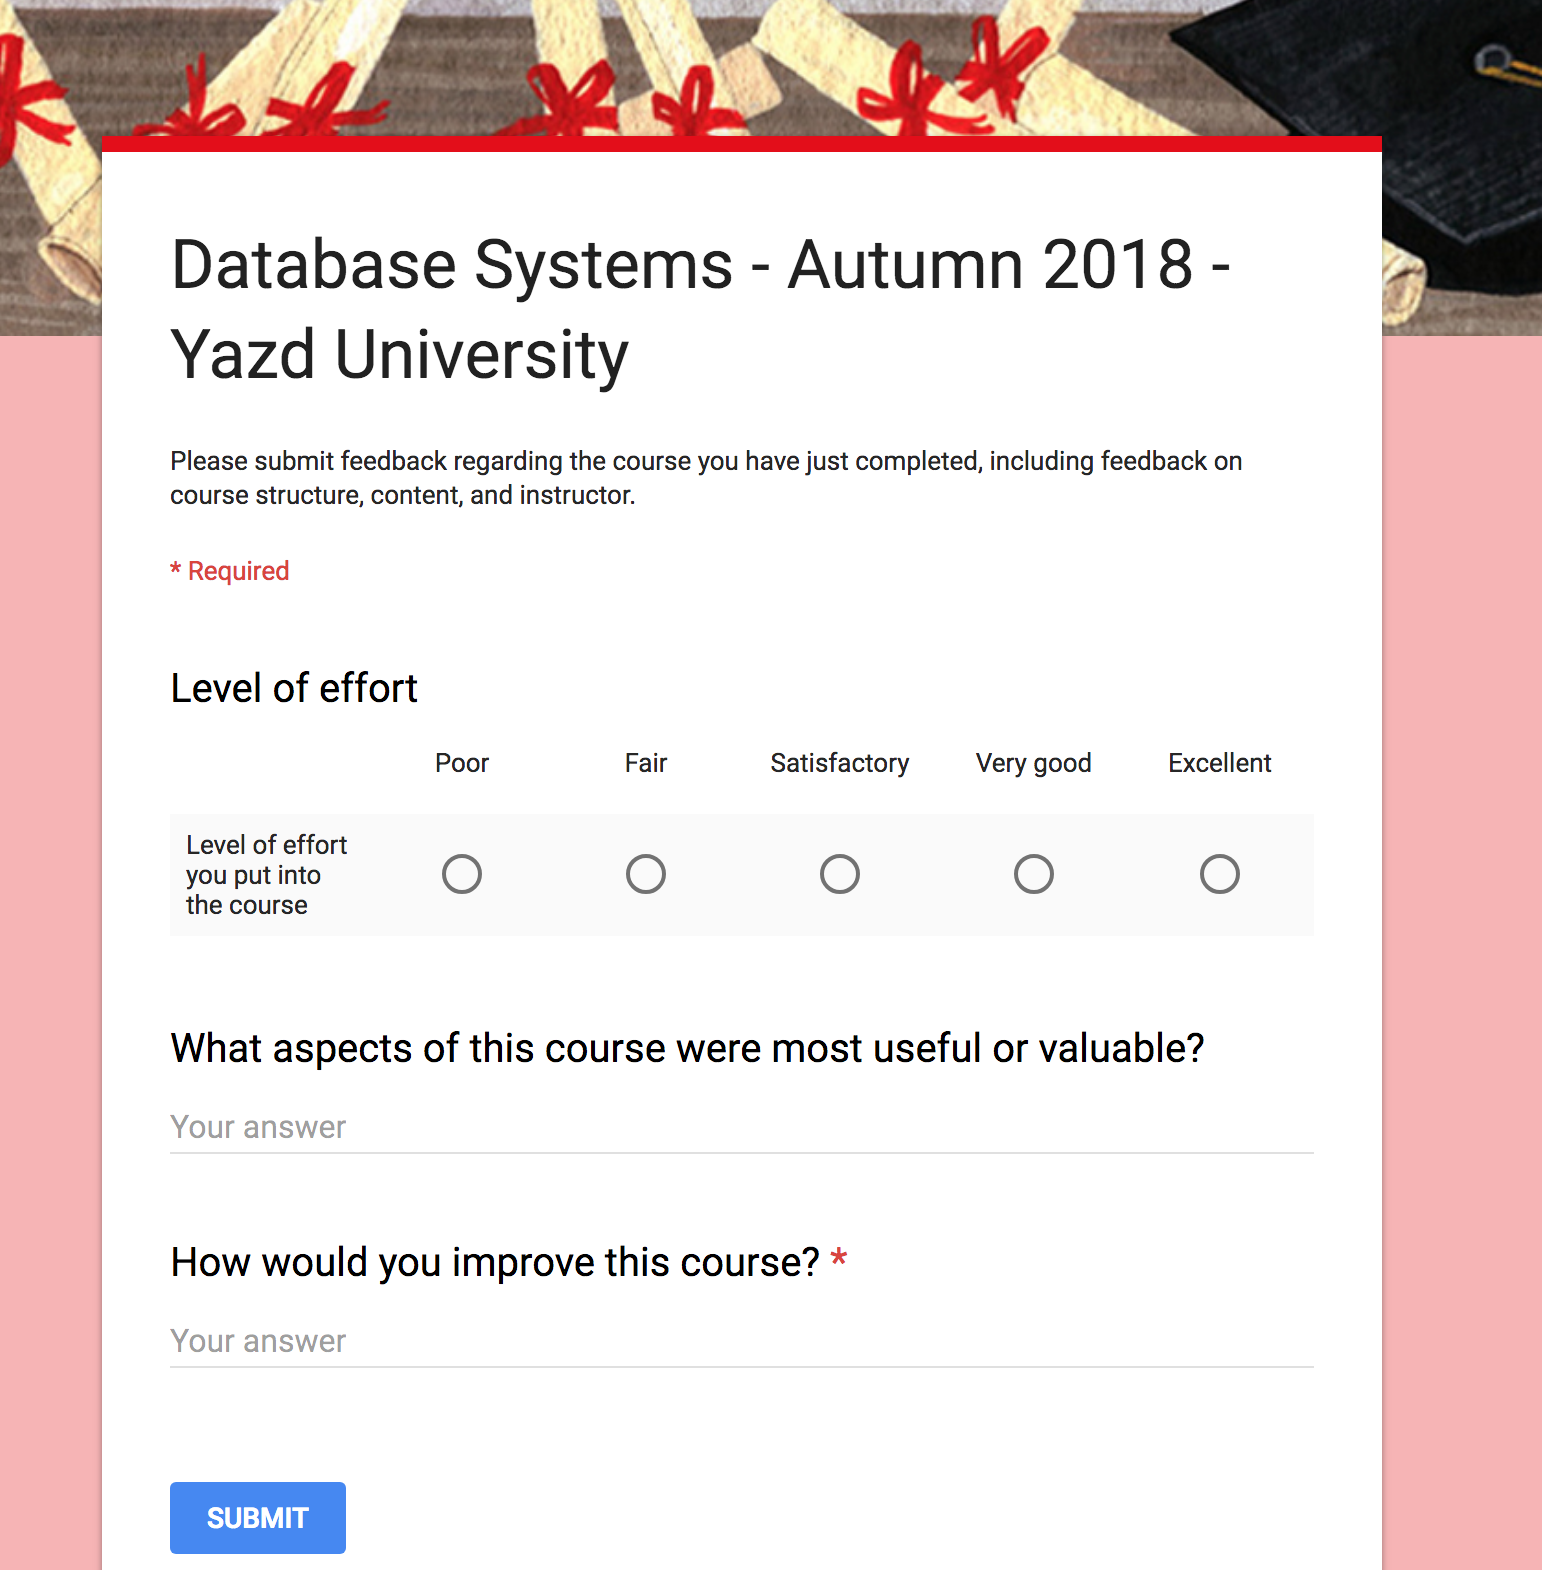 Database Systems - Autumn 2018 -
Yazd University
Please submit feedback regarding the course you have just completed, including feedback on
course structure, content, and instructor.
* Required
Level of effort
Poor Fair Satisfactory Very good Excellent
Level of effort
you put into
the course
What aspects of this course were most useful or valuable?
Your answer
How would you improve this course? *
Your answer
SUBMIT